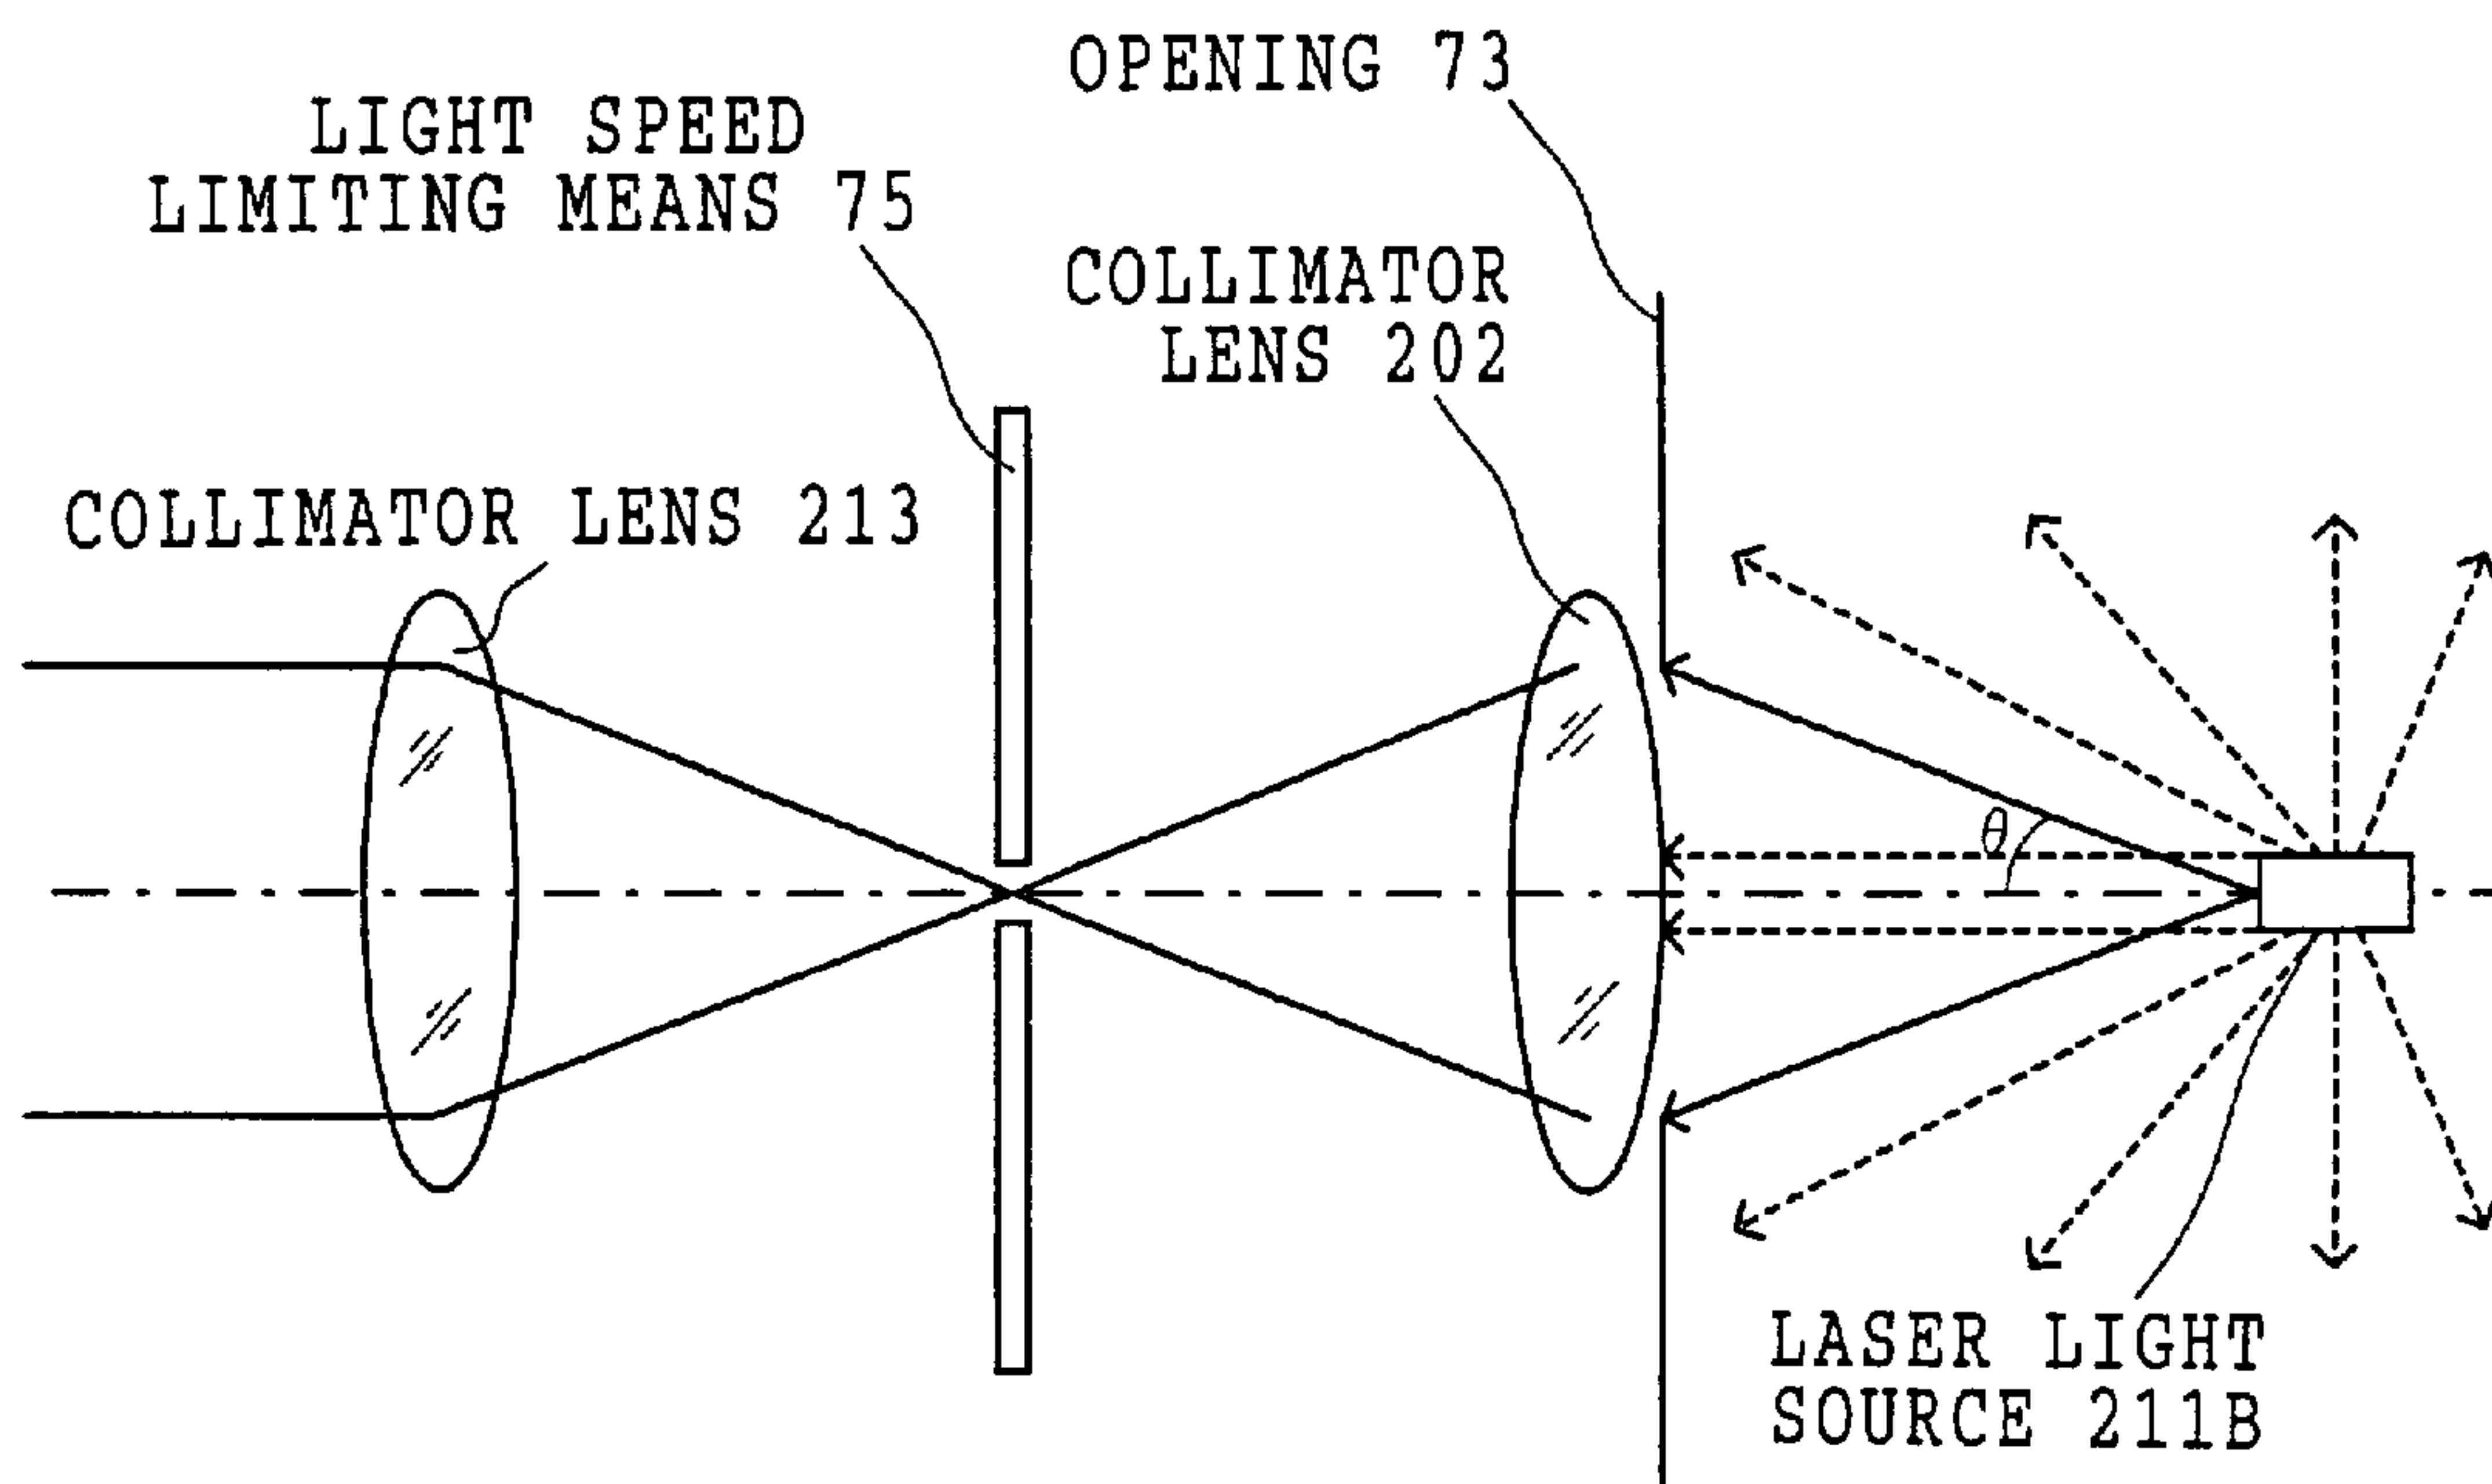 OPENING 73
LIGHT SPEED
LIMITING MEANS 75
COLLIMATOR
LENS 202
COLLIMATOR LENS 213
θ
LASER LIGHT
SOURCE 211B